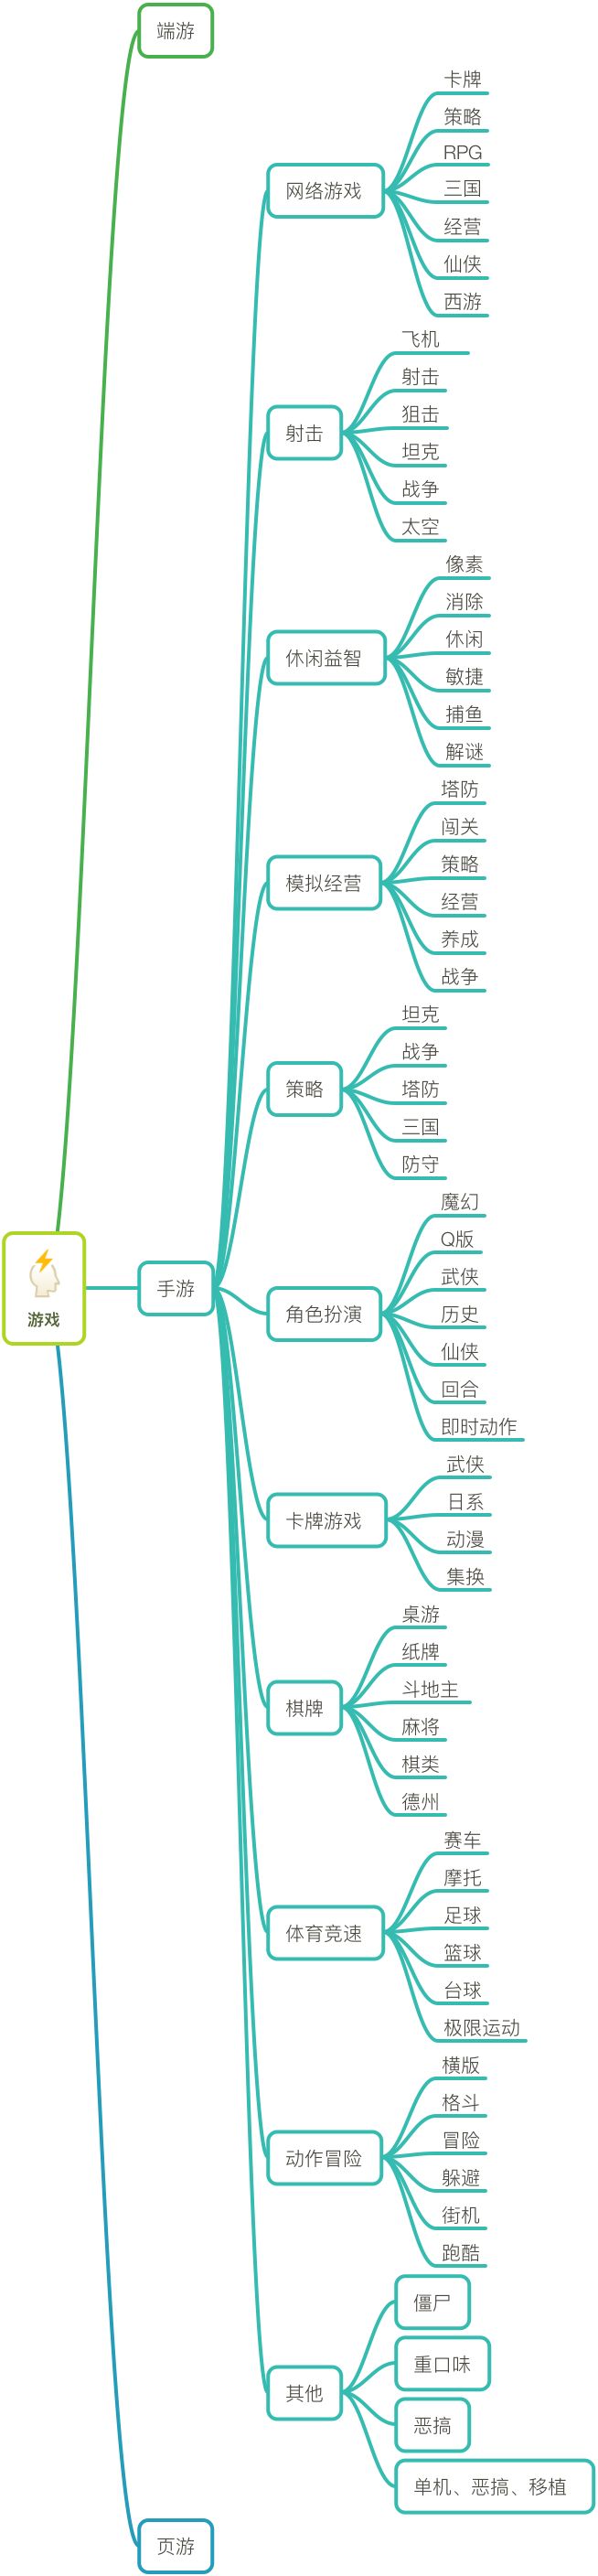 端游
卡牌
策略
RPG
网络游戏
三国
经营
仙侠
西游
飞机
射击
狙击
射击
坦克
战争
太空
像素
消除
休闲
休闲益智
敏捷
捕鱼
解谜
塔防
闯关
策略
模拟经营
经营
养成
战争
坦克
战争
策略
塔防
三国
防守
魔幻
Q版
武侠
游戏
手游
角色扮演
历史
仙侠
回合
即时动作
武侠
日系
卡牌游戏
动漫
集换
桌游
纸牌
斗地主
棋牌
麻将
棋类
德州
赛车
摩托
足球
体育竞速
篮球
台球
极限运动
横版
格斗
冒险
动作冒险
躲避
街机
跑酷
僵尸
重口味
其他
恶搞
单机、恶搞、移植
页游